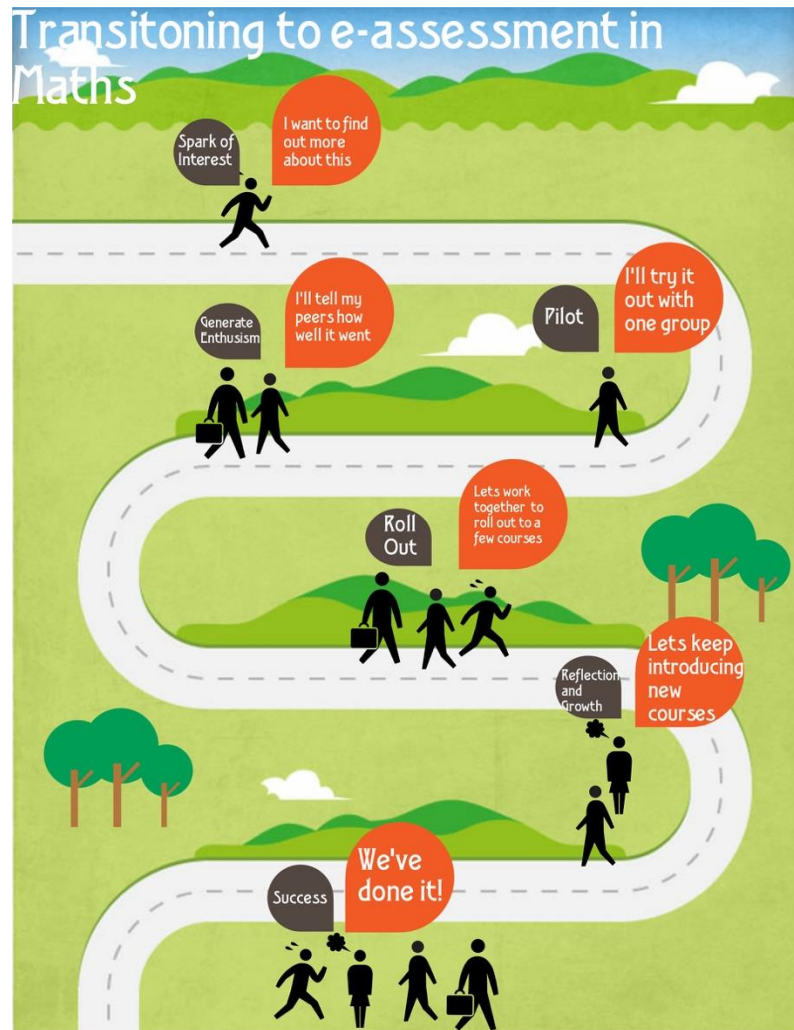 Transitoning to e-assessment in
Maths
Spark of
Interest
I want to find
out more
about this
Pilot
I'll try it
out with
one group
Generate
Enthusism
I'll tell my
peers how
well it went
Roll
Out
Lets work
together to
roll out to a
few courses
Reflection
and
Growth
Lets keep
introducing
new
courses
Success
We've
done it!